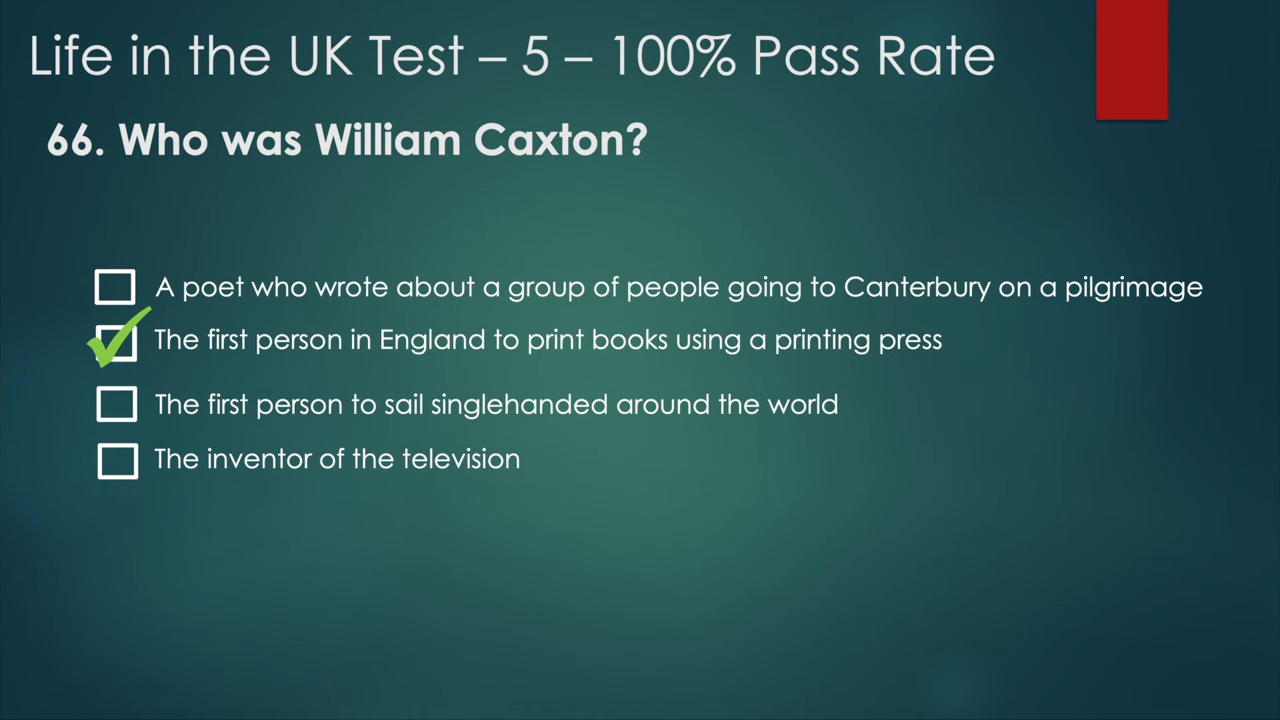 Life in the UK Test – 5 – 100% Pass Rate
66. Who was William Caxton?
A poet who wrote about a group of people going to Canterbury on a pilgrimage
The first person in England to print books using a printing press
The first person to sail singlehanded around the world
The inventor of the television